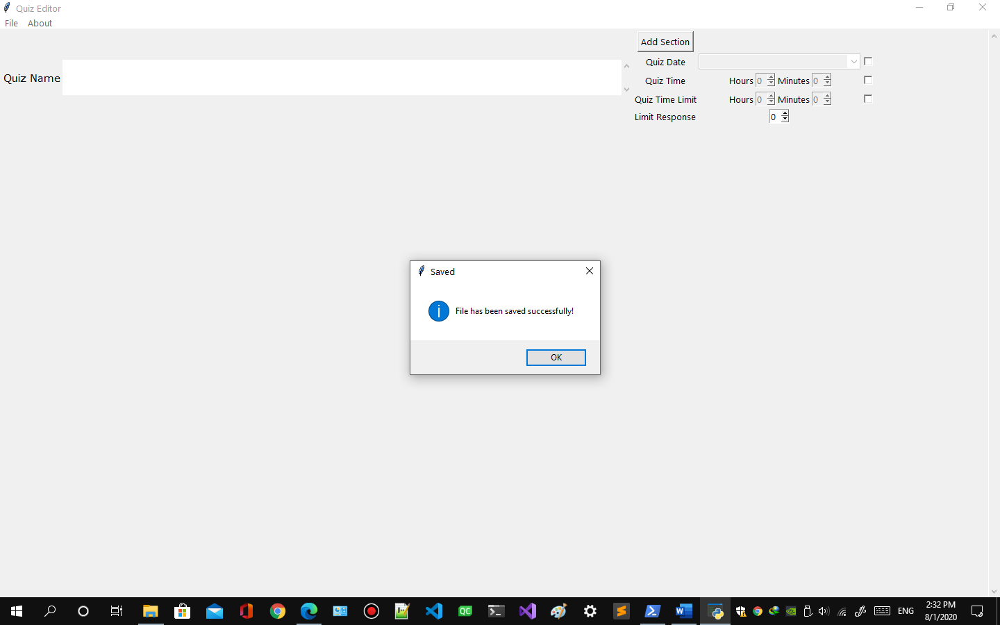 Quiz Editor
File About
Add Section
Quiz Name
Quiz Date
Quiz Time Hours 0 Minutes 0
Quiz Time Limit Hours 0 Minutes 0
Limit Response 0
Saved
i
File has been saved successfully!
OK
QC
W
ENG
2:32 PM
8/1/2020